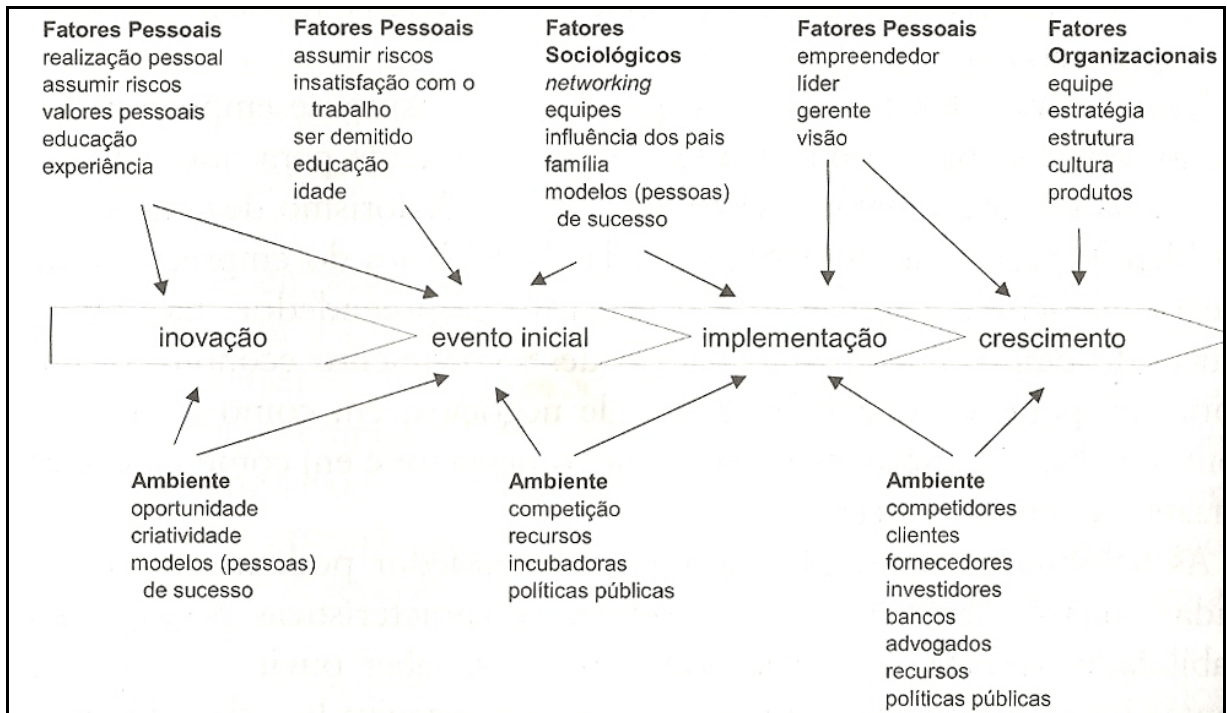 Fatores Pessoais
realização pessoal
assumir riscos
valores pessoais
educação
experiência
Fatores Pessoais
assumir riscos
insatisfação com o
trabalho
ser demitido
educação
idade
Fatores
Sociológicos
networking
equipes
influência dos pais
família
modelos (pessoas)
de sucesso
Fatores Pessoais
empreendedor
líder
gerente
visão
Fatores
Organizacionais
equipe
estratégia
estrutura
cultura
produtos
inovação
evento inicial
implementação
crescimento
Ambiente
oportunidade
criatividade
modelos (pessoas)
de sucesso
Ambiente
competição
recursos
incubadoras
políticas públicas
Ambiente
competidores
clientes
fornecedores
investidores
bancos
advogados
recursos
políticas públicas